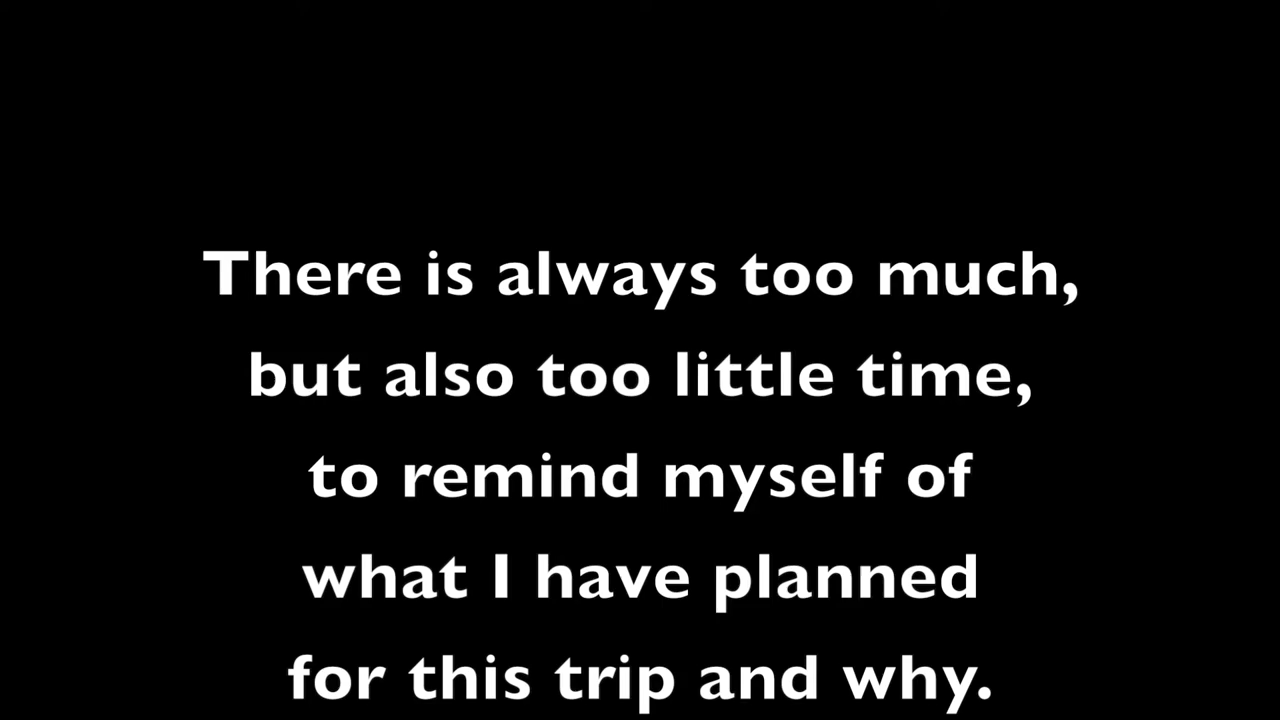 There is always too much,
but also too little time,
to remind myself of
what I have planned
for this trip and why.